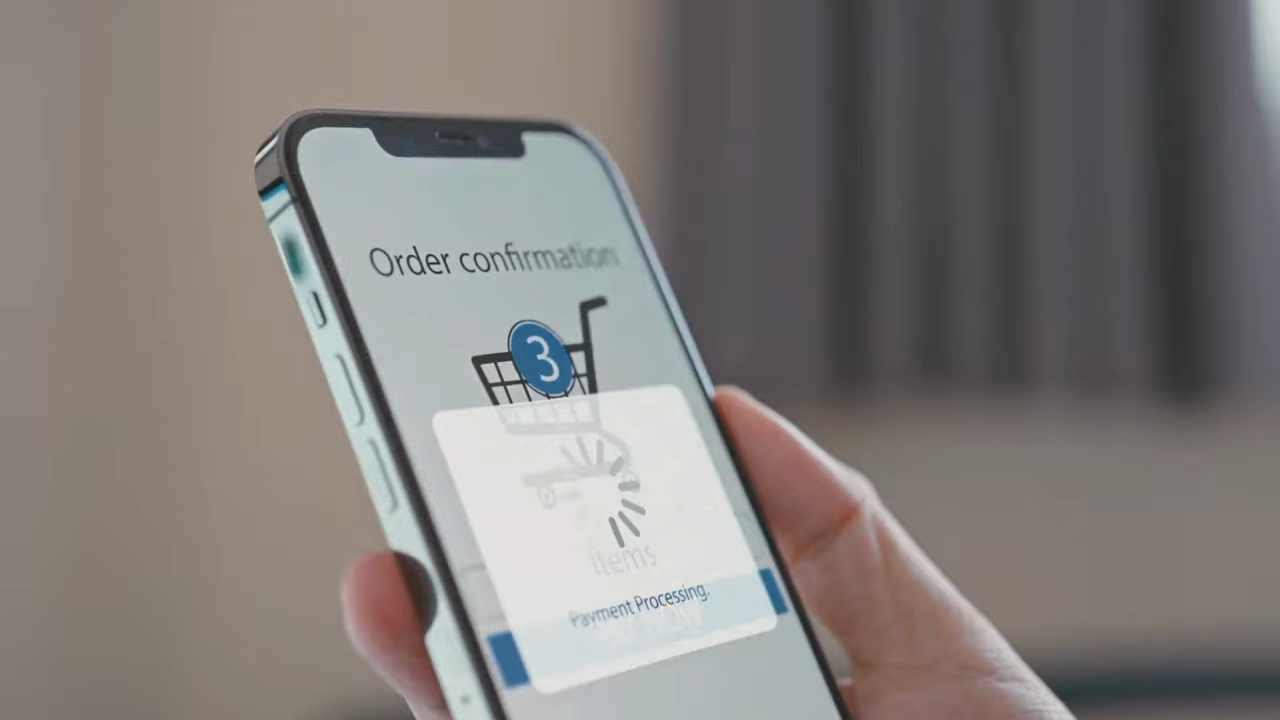 Order confirmation
3
items
Payment Processing.